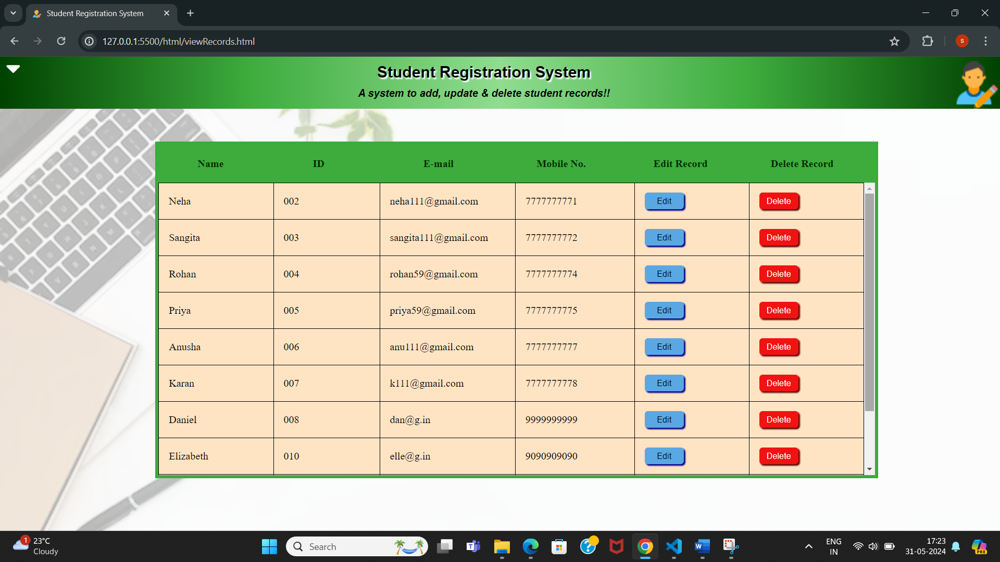 Student Registration System
127.0.0.1:5500/html/viewRecords.html
S
Student Registration System
A system to add, update & delete student records!!
Name ID E-mail Mobile No. Edit Record Delete Record
Neha 002 neha111@gmail.com 7777777771 Edit Delete
Sangita 003 sangita111@gmail.com 7777777772 Edit Delete
Rohan 004 rohan59@gmail.com 7777777774 Edit Delete
Priya 005 priya59@gmail.com 7777777775 Edit Delete
Anusha 006 anu111@gmail.com 7777777777 Edit Delete
Karan 007 k111@gmail.com 7777777778 Edit Delete
Daniel 008 dan@g.in 9999999999 Edit Delete
Elizabeth 010 elle@g.in 9090909090 Edit Delete
1 23°C
Cloudy
Search
T
W
ENG
IN
17:23
31-05-2024
PRE